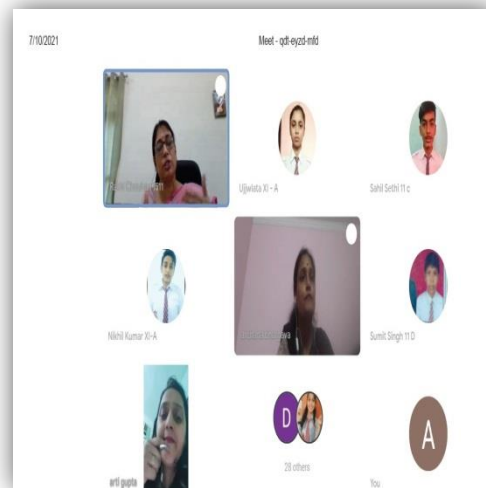 7/10/2021
Meet - qdt-eyzd-mfd
Ujjwiata XI - A
Sahil Sethi 11 c
Nikhil Kumar XI-A
Sumit Singh 11 D
D
A
28 others
arti gupta
You